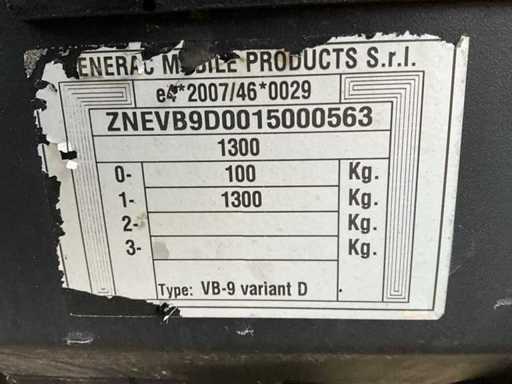 ENERAC MOBILE PRODUCTS S.r.l.
e4*2007/46*0029
ZNEVB9D0015000563
1300
0- 100 Kg.
1- 1300 Kg.
2- Kg.
3- Kg.
Type: VB-9 variant D